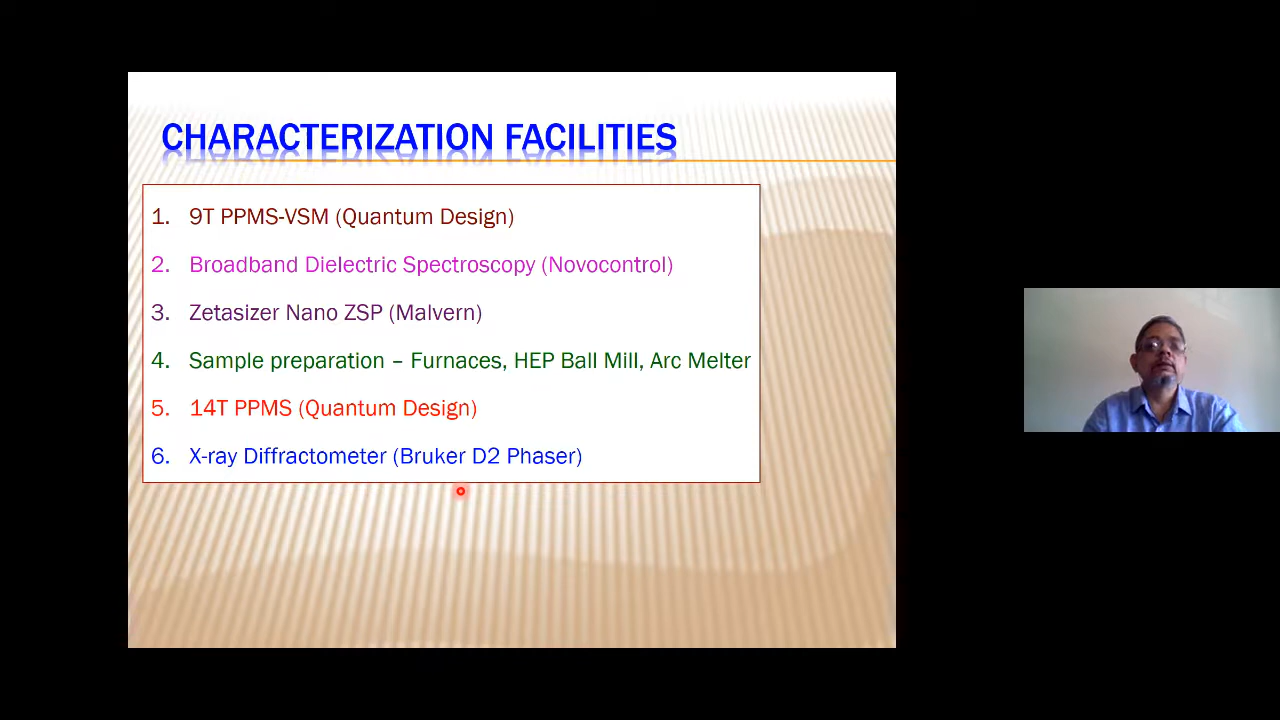 CHARACTERIZATION FACILITIES
1. 9T PPMS-VSM (Quantum Design)
2. Broadband Dielectric Spectroscopy (Novocontrol)
3. Zetasizer Nano ZSP (Malvern)
4. Sample preparation – Furnaces, HEP Ball Mill, Arc Melter
5. 14T PPMS (Quantum Design)
6. X-ray Diffractometer (Bruker D2 Phaser)